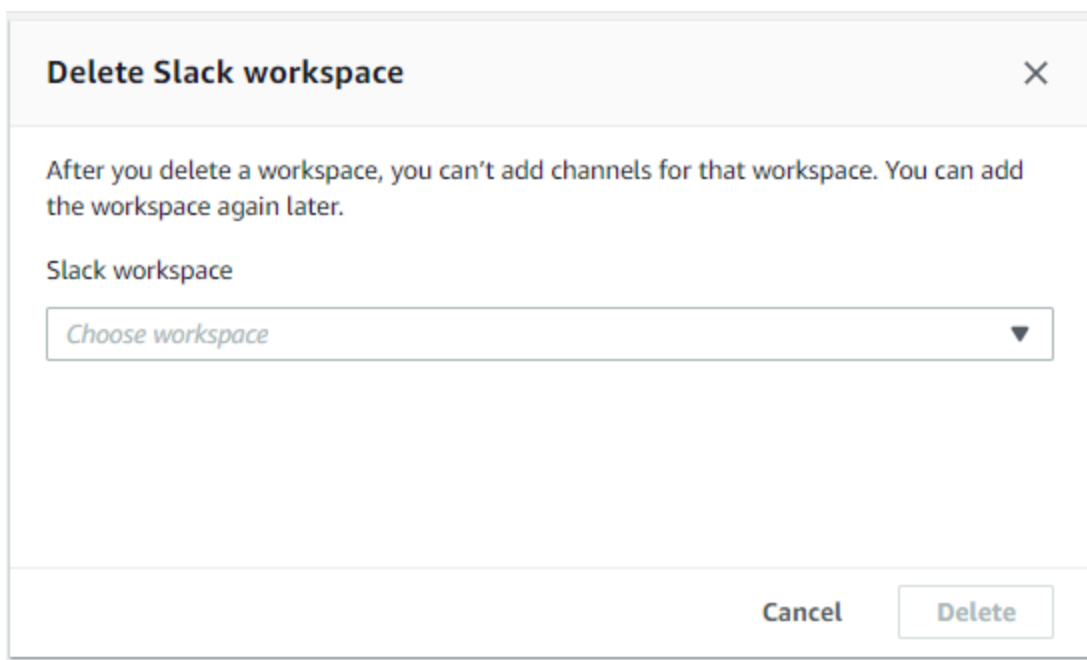 Delete Slack workspace
After you delete a workspace, you can’t add channels for that workspace. You can add
the workspace again later.
Slack workspace
Choose workspace
Cancel
Delete